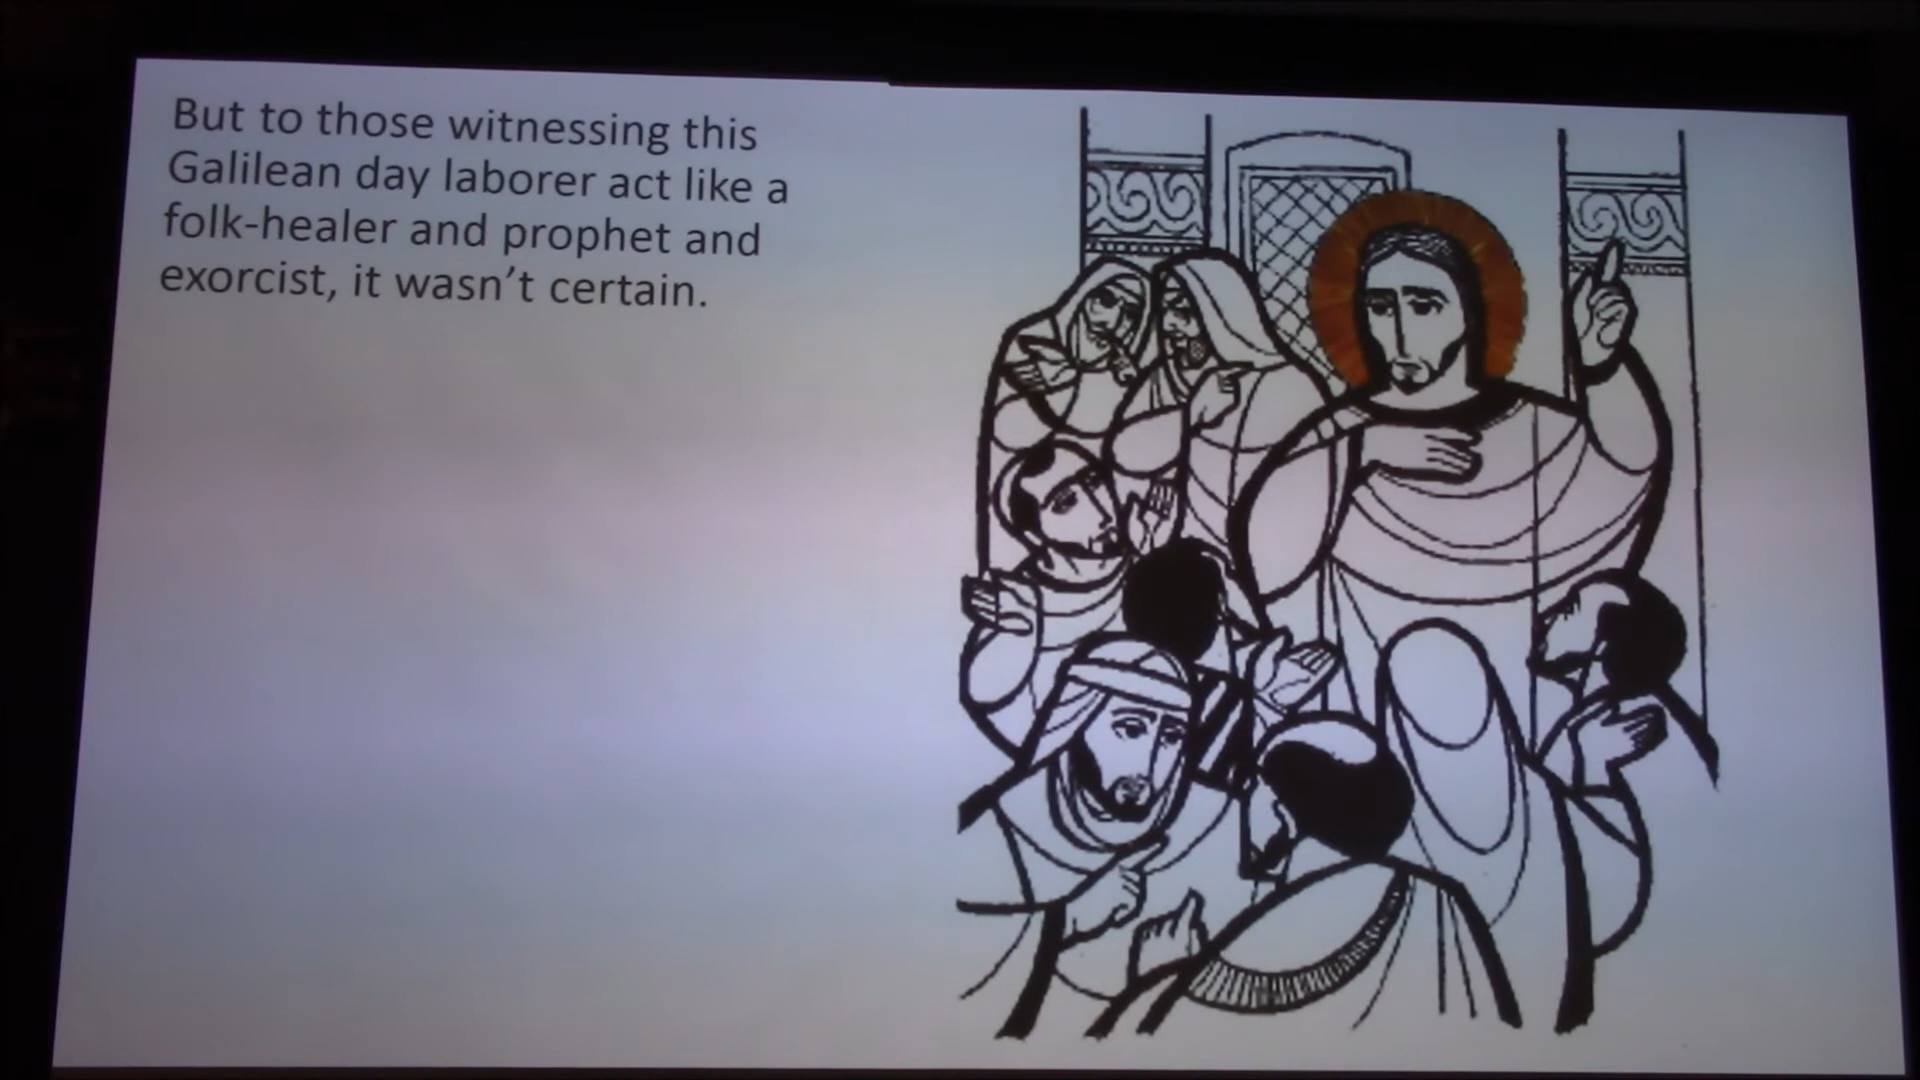 But to those witnessing this
Galilean day laborer act like a
folk-healer and prophet and
exorcist, it wasn't certain.